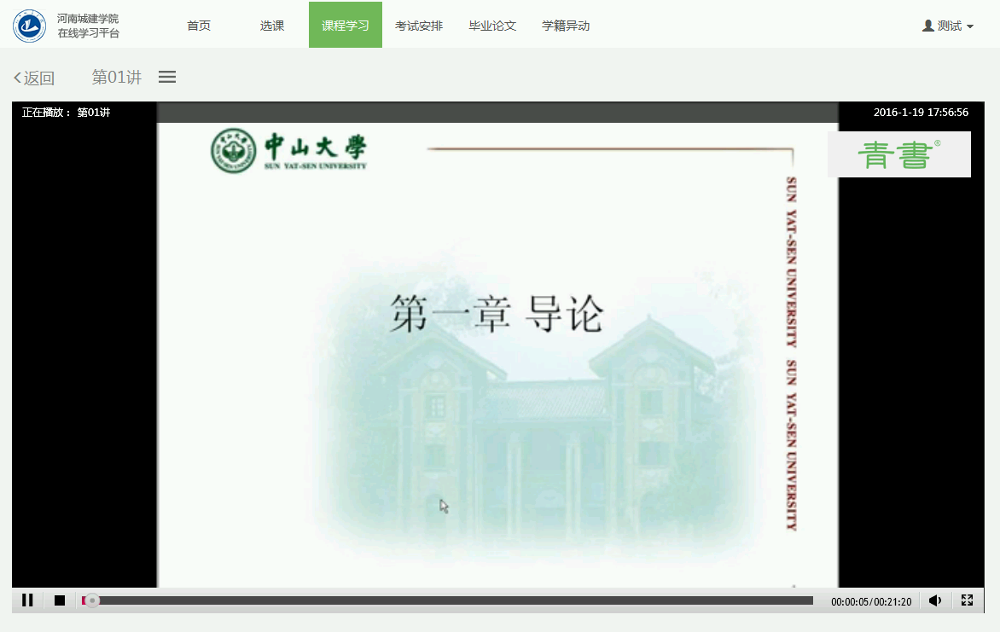 河南城建学院
在线学习平台
首页
选课
课程学习
考试安排
毕业论文
学籍异动
测试
返回
第01讲
正在播放： 第01讲
2016-1-19 17:56:56
中山大學
SUN YAT-SEN UNIVERSITY
青書®
SUN YAT-SEN UNIVERSITY SUN YAT-SEN UNIVERSITY
第一章 导论
00:00:05/00:21:20